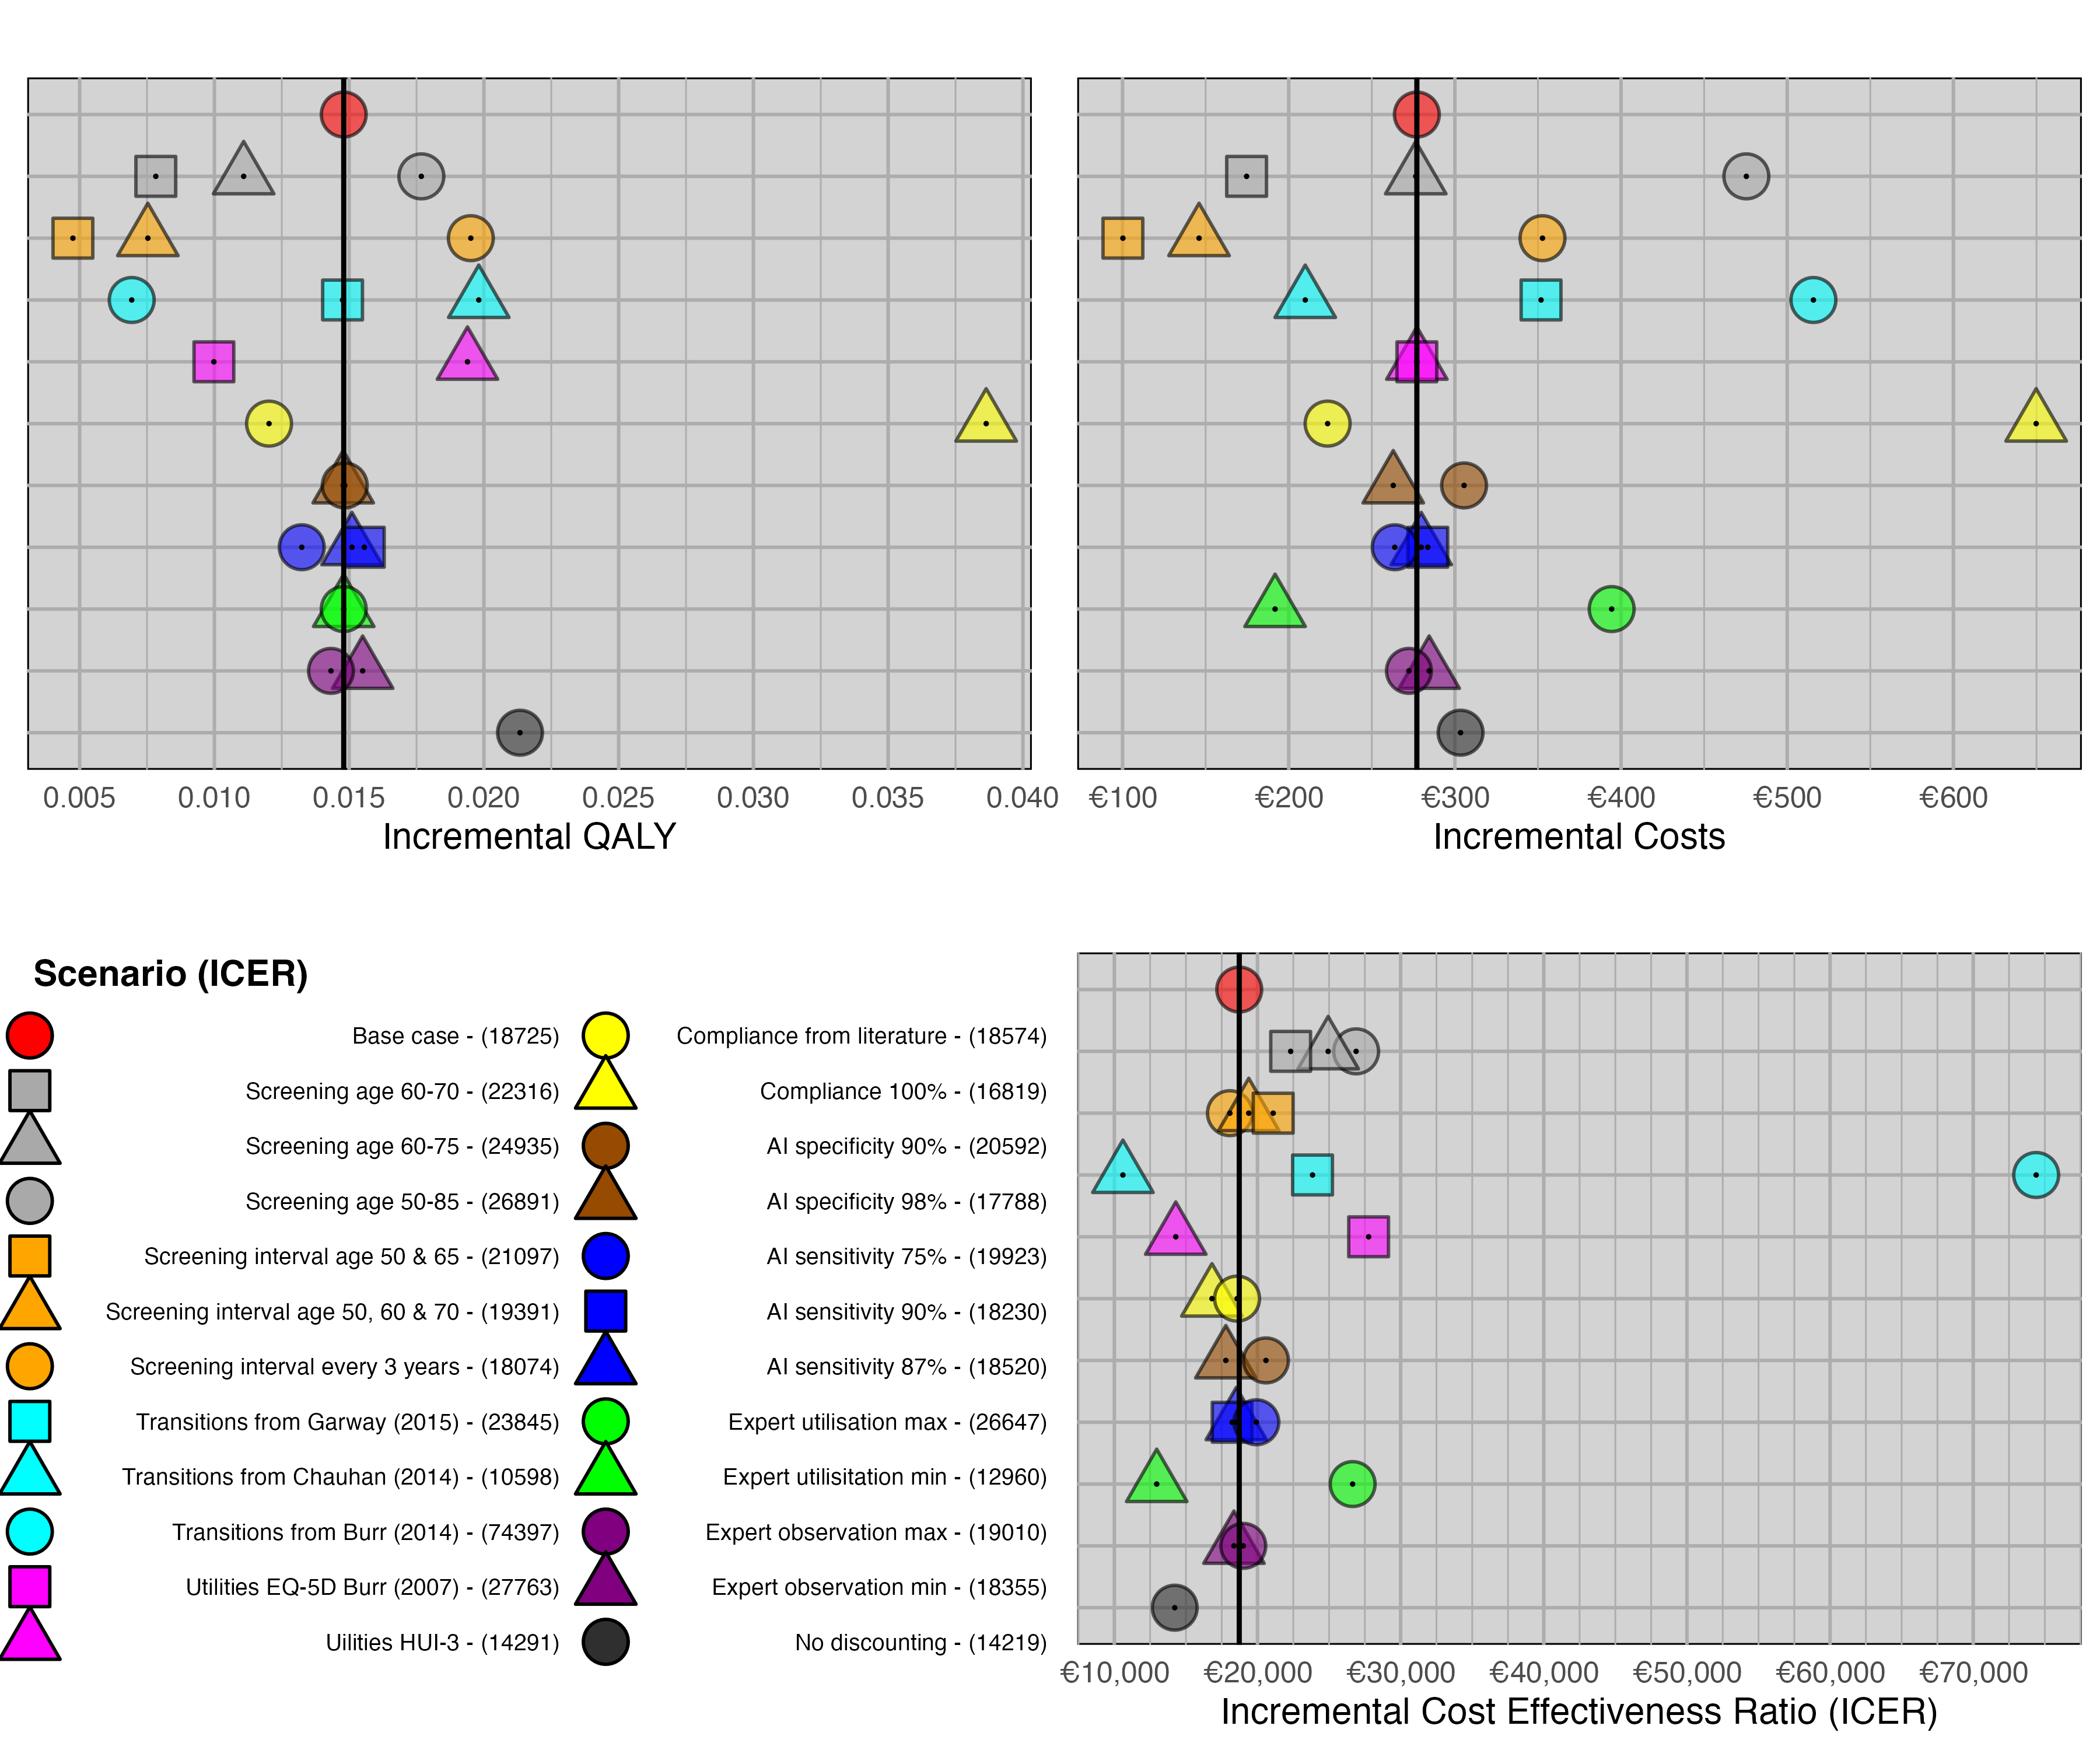 0.005 0.010 0.015 0.020 0.025 0.030 0.035 0.040
Incremental QALY
€100 €200 €300 €400 €500 €600
Incremental Costs
Scenario (ICER)
Base case - (18725)
Screening age 60-70 - (22316)
Screening age 60-75 - (24935)
Screening age 50-85 - (26891)
Screening interval age 50 & 65 - (21097)
Screening interval age 50, 60 & 70 - (19391)
Screening interval every 3 years - (18074)
Transitions from Garway (2015) - (23845)
Transitions from Chauhan (2014) - (10598)
Transitions from Burr (2014) - (74397)
Utilities EQ-5D Burr (2007) - (27763)
Uilities HUI-3 - (14291)
Compliance from literature - (18574)
Compliance 100% - (16819)
AI specificity 90% - (20592)
AI specificity 98% - (17788)
AI sensitivity 75% - (19923)
AI sensitivity 90% - (18230)
AI sensitivity 87% - (18520)
Expert utilisation max - (26647)
Expert utilisitation min - (12960)
Expert observation max - (19010)
Expert observation min - (18355)
No discounting - (14219)
€10,000 €20,000 €30,000 €40,000 €50,000 €60,000 €70,000
Incremental Cost Effectiveness Ratio (ICER)